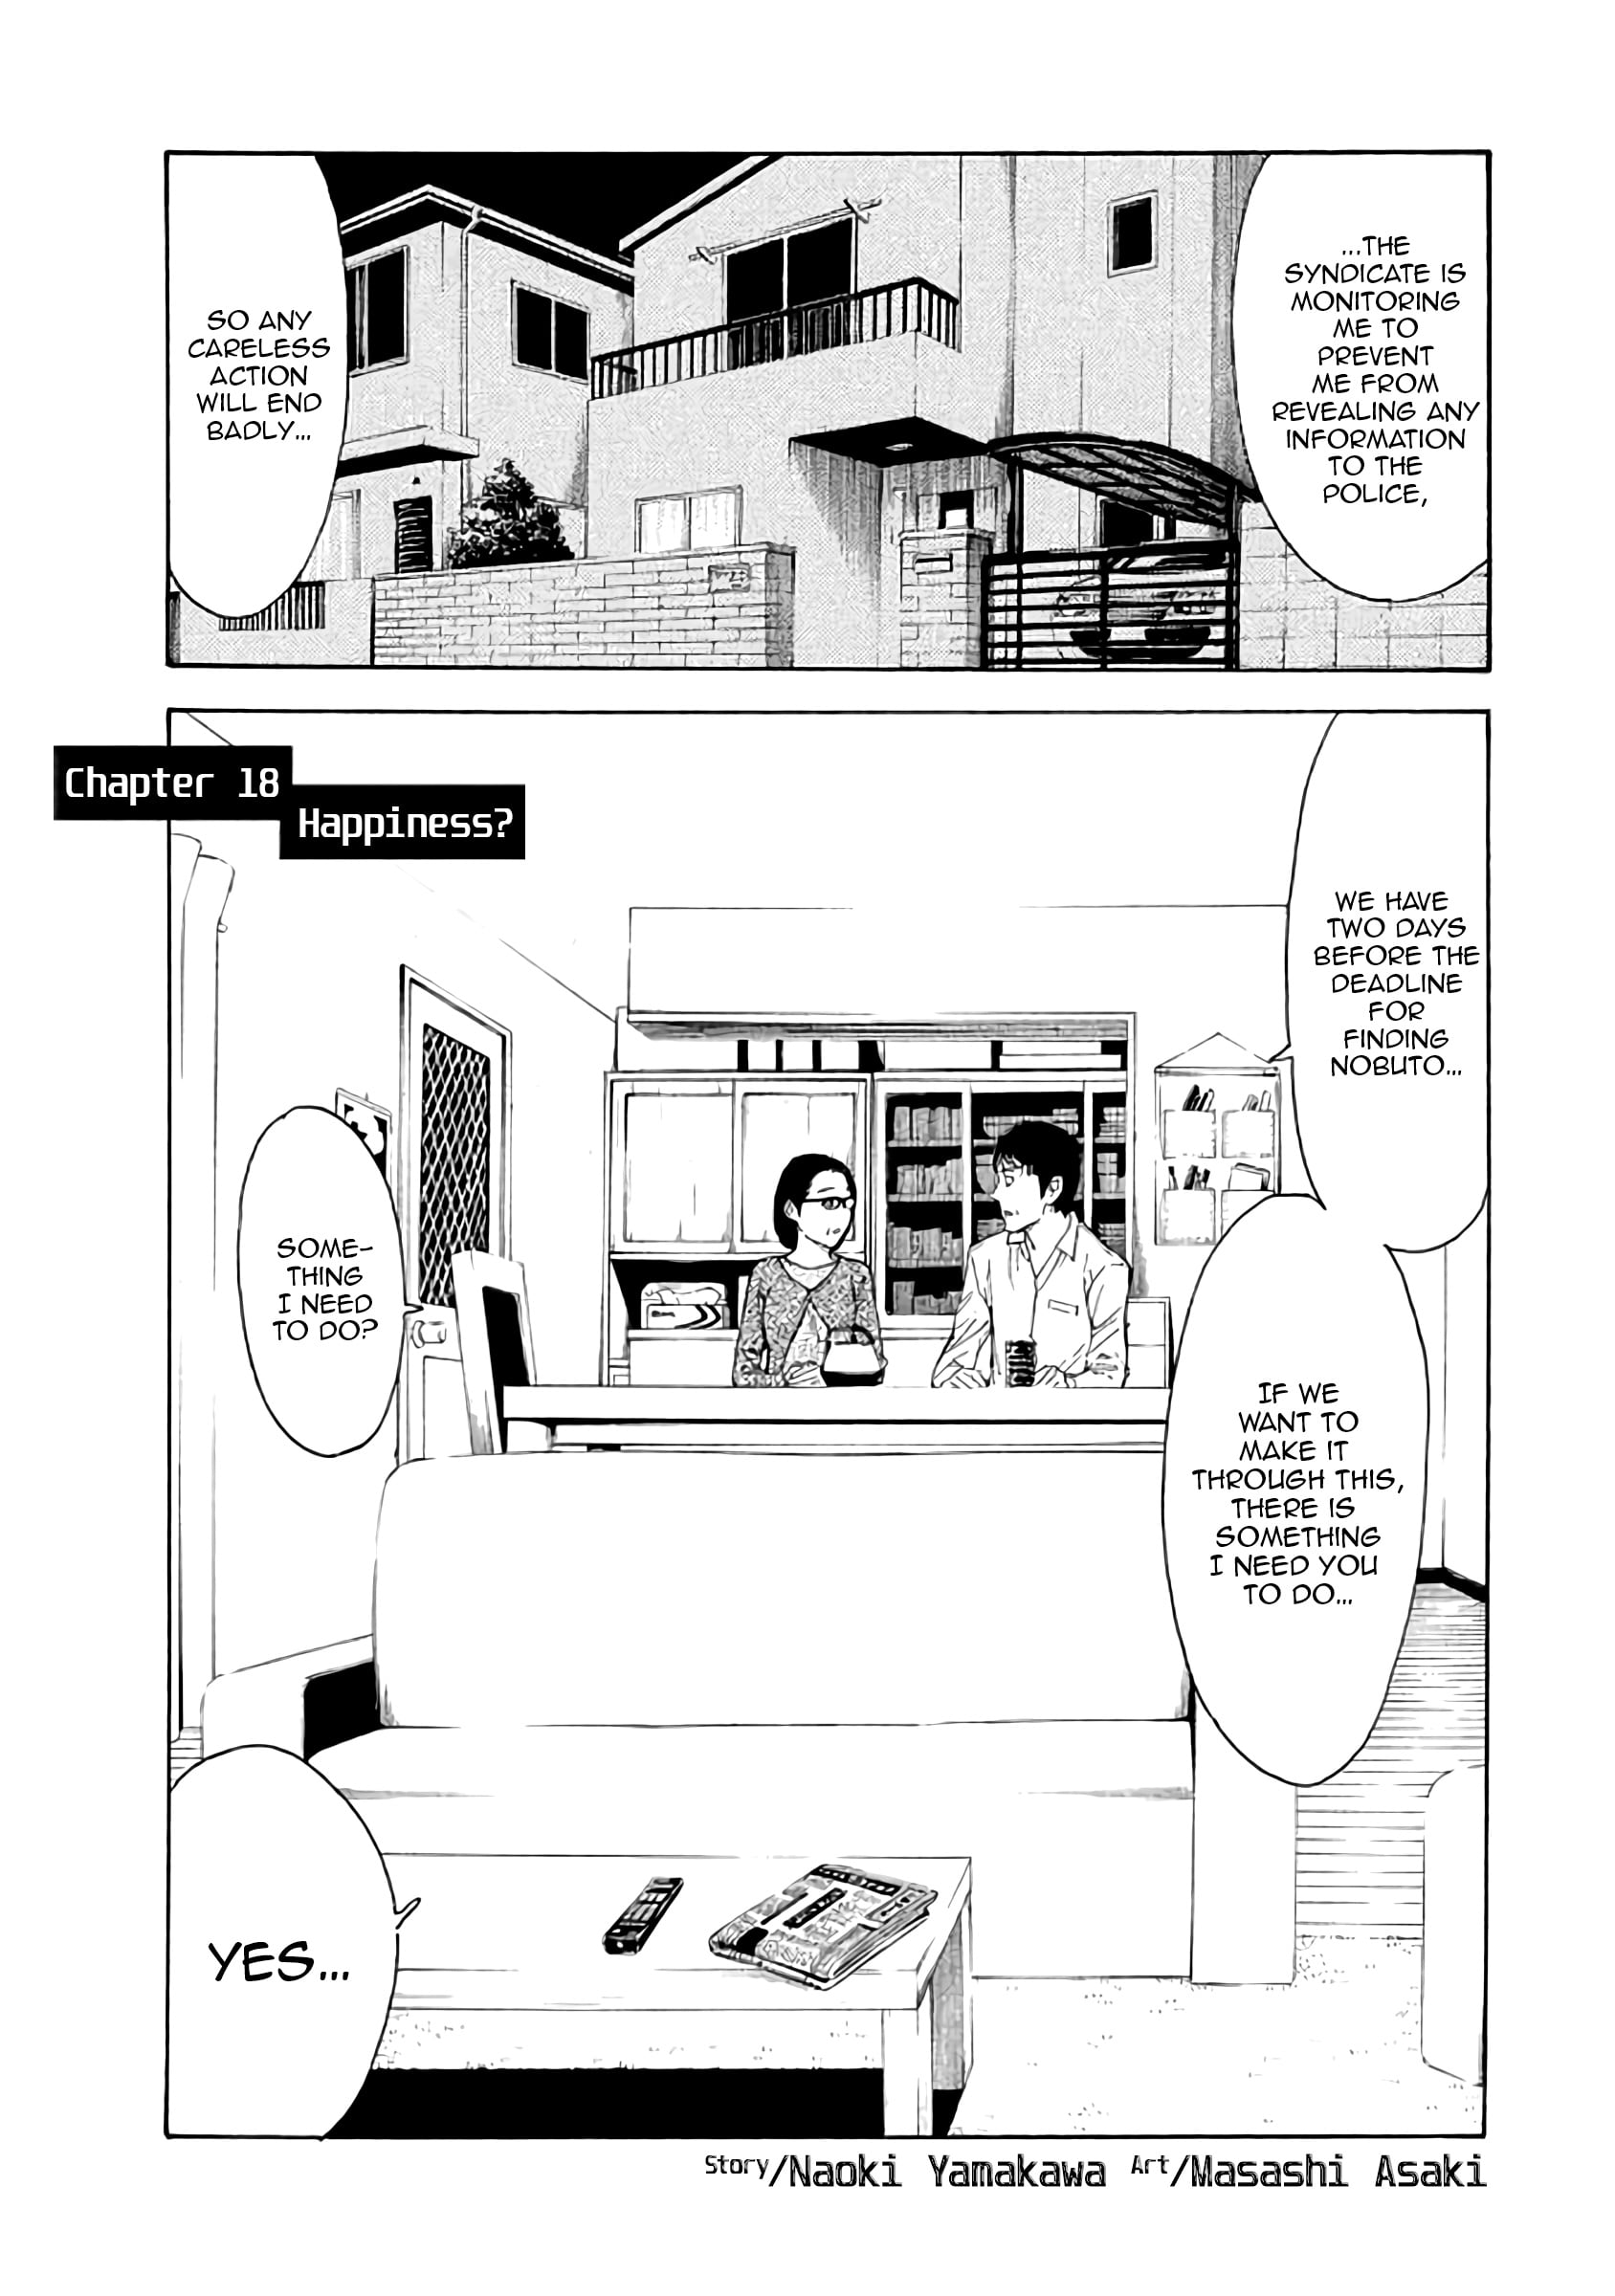 ...THE
SYNDICATE IS
MONITORING
ME TO
PREVENT
ME FROM
REVEALING ANY
INFORMATION
TO THE
POLICE,
SO ANY
CARELESS
ACTION
WILL END
BADLY...
Chapter 18
Happiness?
WE HAVE
TWO DAYS
BEFORE THE
DEADLINE
FOR
FINDING
NOBUTO...
IF WE
WANT TO
MAKE IT
THROUGH THIS,
THERE IS
SOMETHING
I NEED YOU
TO DO...
SOME-
THING
I NEED
TO DO?
YES...
Story/Naoki Yamakawa Art/Masashi Asaki